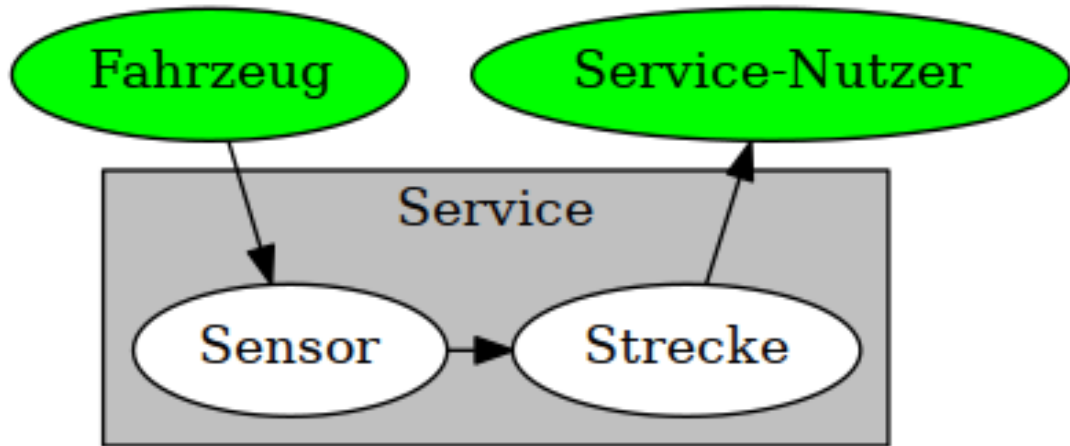 Fahrzeug
Service-Nutzer
Service
Sensor
Strecke